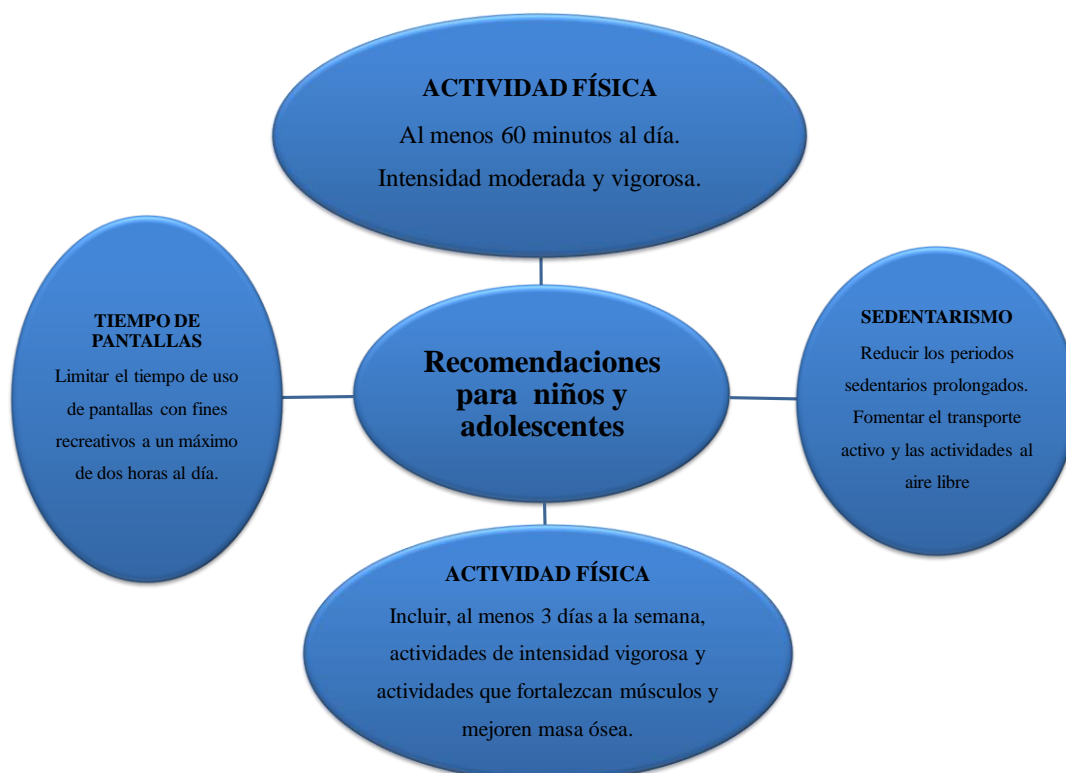 ACTIVIDAD FÍSICA
Al menos 60 minutos al día.
Intensidad moderada y vigorosa.
TIEMPO DE
PANTALLAS
Limitar el tiempo de uso
de pantallas con fines
recreativos a un máximo
de dos horas al día.
Recomendaciones
para niños y
adolescentes
SEDENTARISMO
Reducir los periodos
sedentarios prolongados.
Fomentar el transporte
activo y las actividades al
aire libre
ACTIVIDAD FÍSICA
Incluir, al menos 3 días a la semana,
actividades de intensidad vigorosa y
actividades que fortalezcan músculos y
mejoren masa ósea.